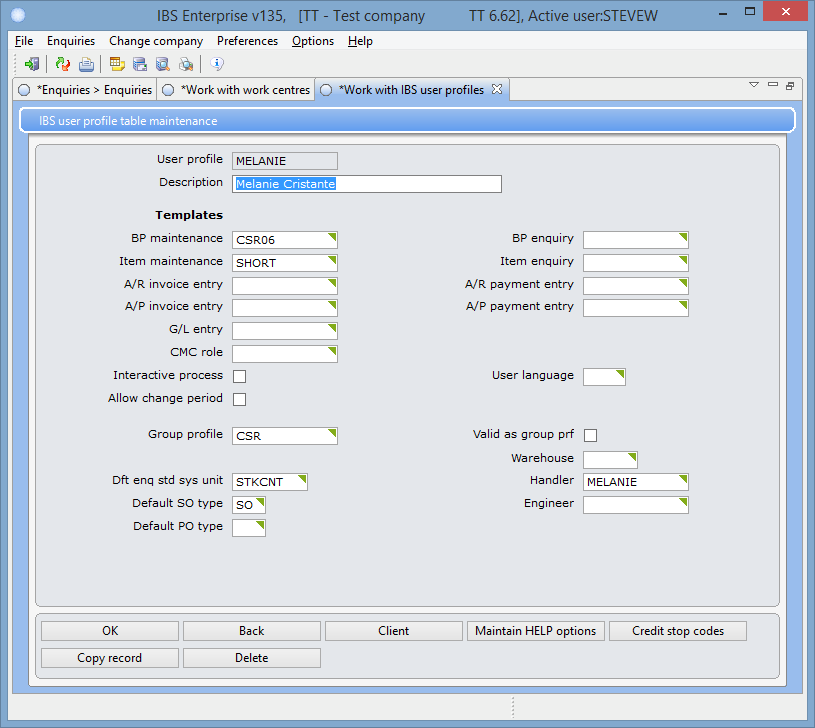 IBS Enterprise v135, [TT - Test company TT 6.62], Active user:STEVEW
File Enquiries Change company Preferences Options Help
*Enquiries > Enquiries *Work with work centres *Work with IBS user profiles
IBS user profile table maintenance
User profile MELANIE
Description Melanie Cristante
Templates
BP maintenance CSR06 BP enquiry
Item maintenance SHORT Item enquiry
A/R invoice entry A/R payment entry
A/P invoice entry A/P payment entry
G/L entry
CMC role
Interactive process User language
Allow change period
Group profile CSR Valid as group prf
Warehouse
Dft enq std sys unit STKCNT Handler MELANIE
Default SO type SO Engineer
Default PO type
OK Back Client Maintain HELP options Credit stop codes
Copy record Delete